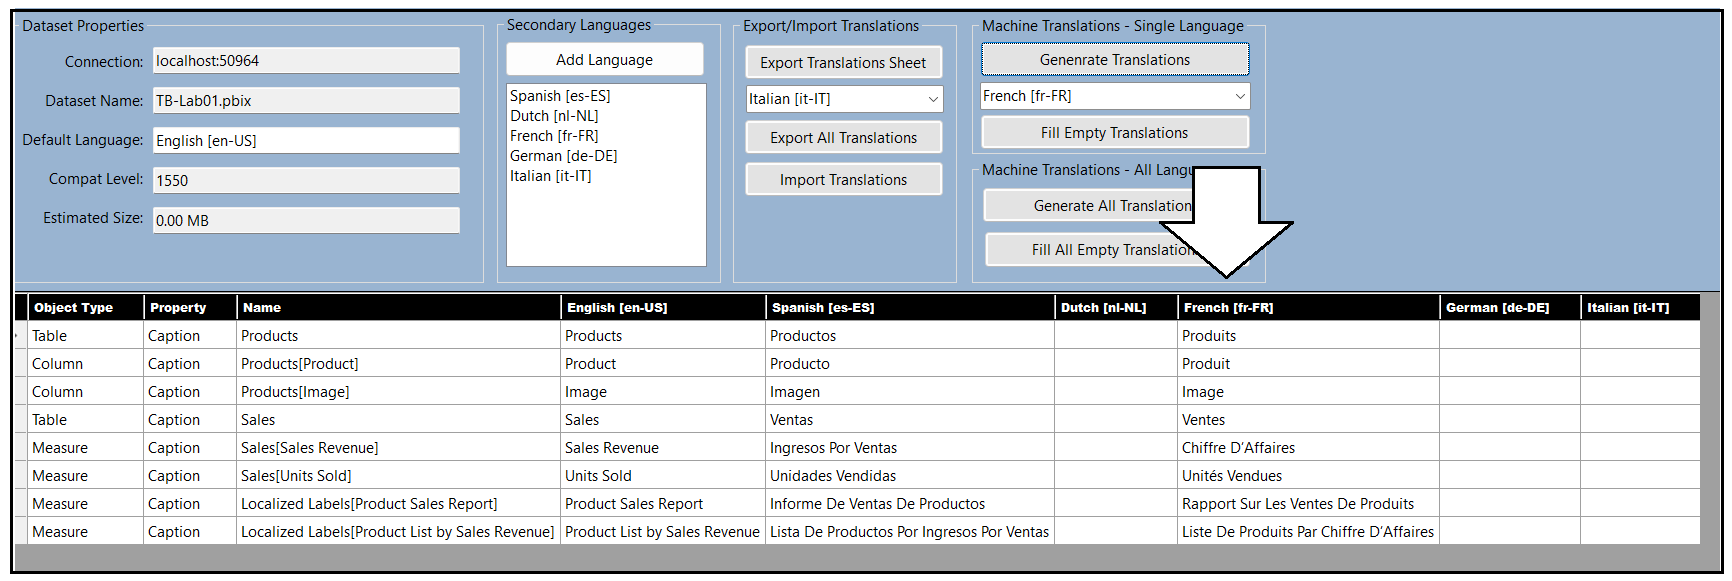 Dataset Properties
Connection: localhost:50964
Dataset Name: TB-Lab01.pbix
Default Language: English [en-US]
Compat Level: 1550
Estimated Size: 0.00 MB
Secondary Languages
Add Language
Spanish [es-ES]
Dutch [nl-NL]
French [fr-FR]
German [de-DE]
Italian [it-IT]
Export/Import Translations
Export Translations Sheet
Italian [it-IT]
Export All Translations
Import Translations
Machine Translations - Single Language
Genenrate Translations
French [fr-FR]
Fill Empty Translations
Machine Translations - All Langu
Generate All Translation
Fill All Empty Translation
Object Type Property Name English [en-US] Spanish [es-ES] Dutch [nl-NL] French [fr-FR] German [de-DE] Italian [it-IT]
Table Caption Products Products Productos Produits
Column Caption Products[Product] Product Producto Produit
Column Caption Products[Image] Image Imagen Image
Table Caption Sales Sales Ventas Ventes
Measure Caption Sales[Sales Revenue] Sales Revenue Ingresos Por Ventas Chiffre D'Affaires
Measure Caption Sales[Units Sold] Units Sold Unidades Vendidas Unités Vendues
Measure Caption Localized Labels[Product Sales Report] Product Sales Report Informe De Ventas De Productos Rapport Sur Les Ventes De Produits
Measure Caption Localized Labels[Product List by Sales Revenue] Product List by Sales Revenue Lista De Productos Por Ingresos Por Ventas Liste De Produits Par Chiffre D'Affaires